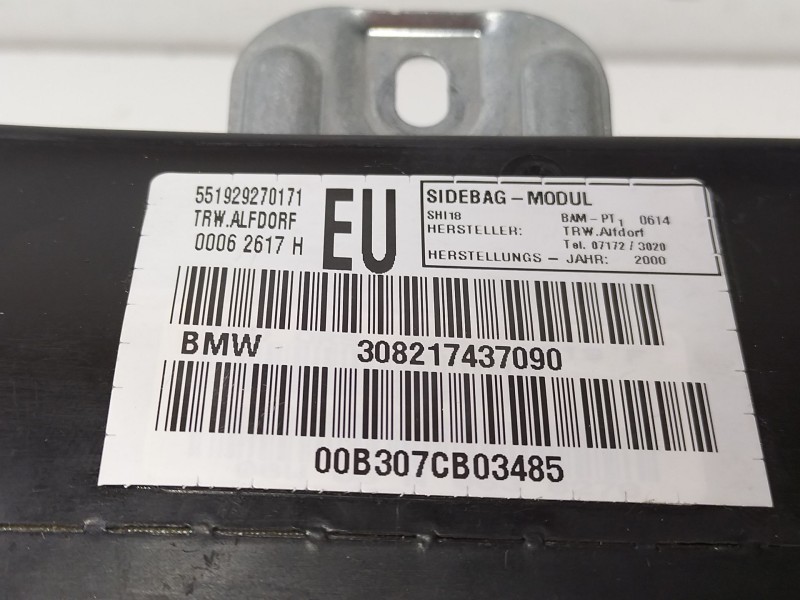 551929270171
TRW.ALFDORF
0006 2617 H
EU
SIDEBAG - MODUL
SHI18 BAM - PT1 0614
HERSTELLER: TRW.Alfdorf
Tel. 07172 / 3020
HERSTELLUNGS - JAHR: 2000
BMW 308217437090
00B307CB03485